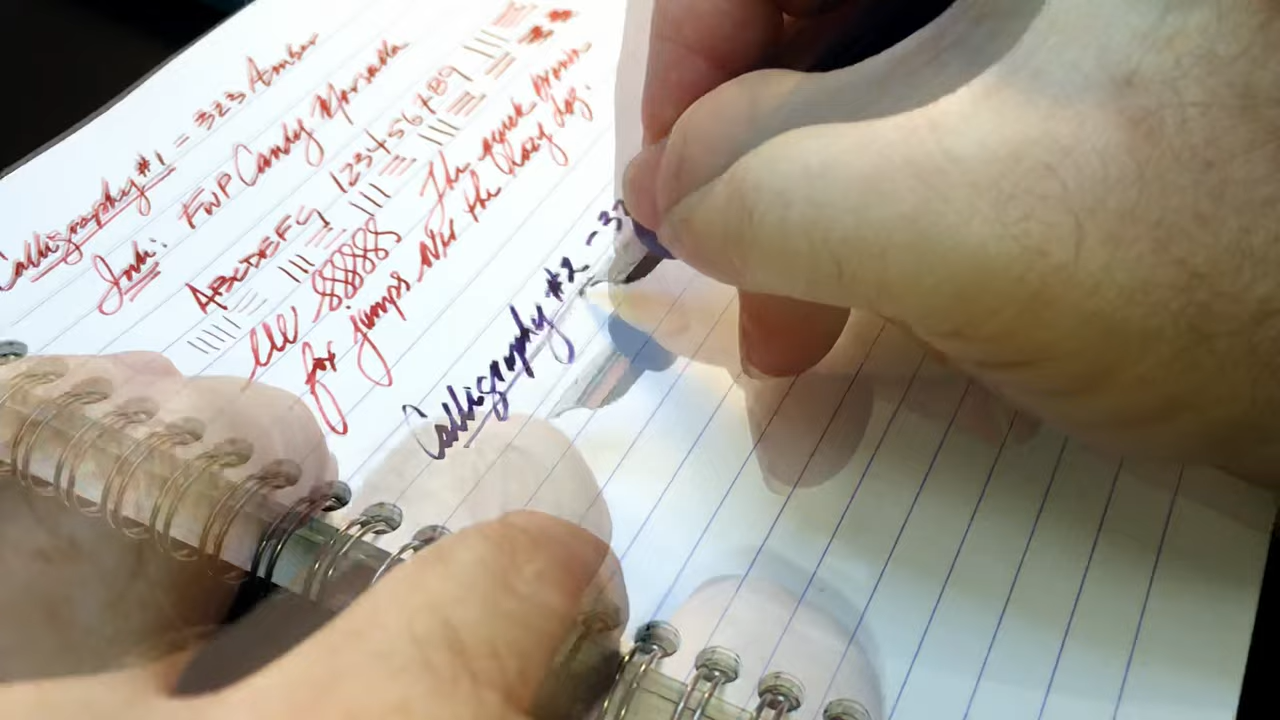 Calligraphy #1 = 323 Amber
Ink: FWP Candy Marsala
ABCDEFG 123456789
The quick brown
fox jumps over the lazy dog.
Calligraphy #2 - 37